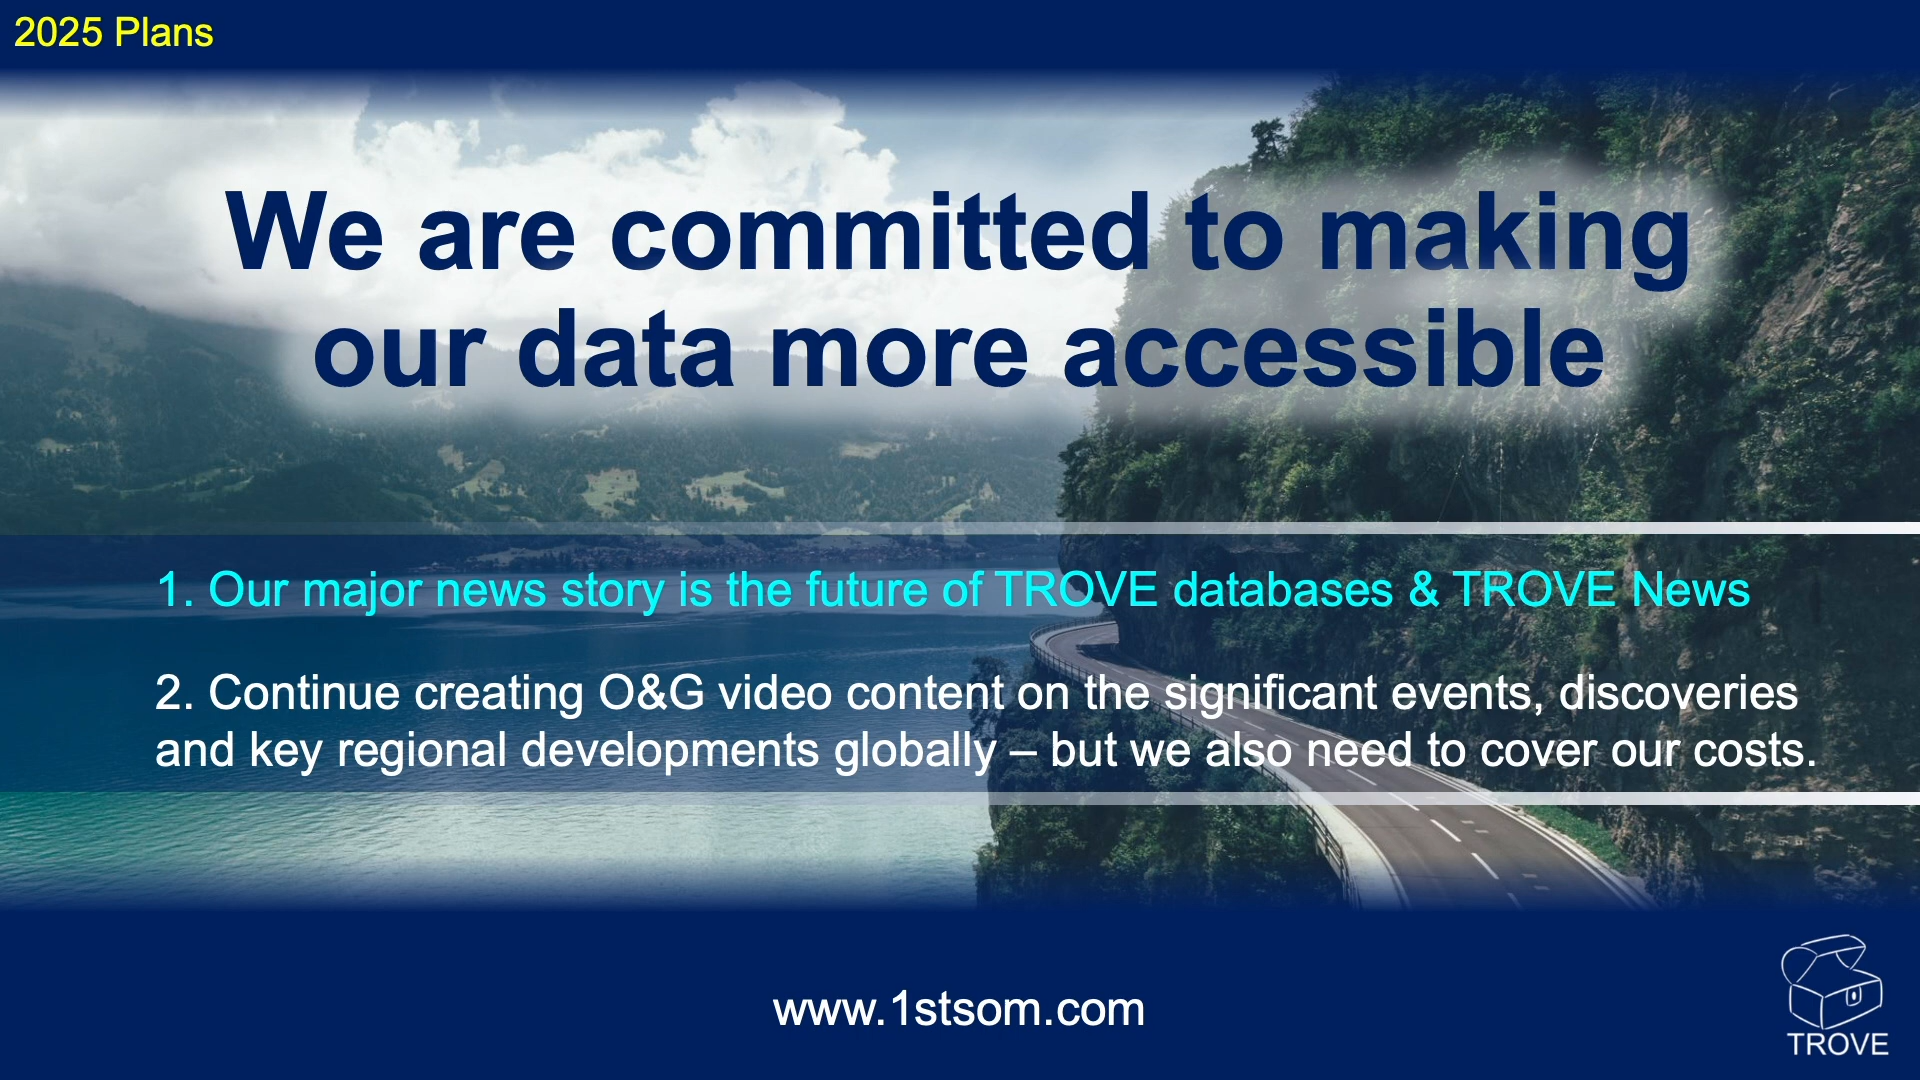 2025 Plans
We are committed to making
our data more accessible
1. Our major news story is the future of TROVE databases & TROVE News
2. Continue creating O&G video content on the significant events, discoveries
and key regional developments globally – but we also need to cover our costs.
www.1stsom.com
TROVE